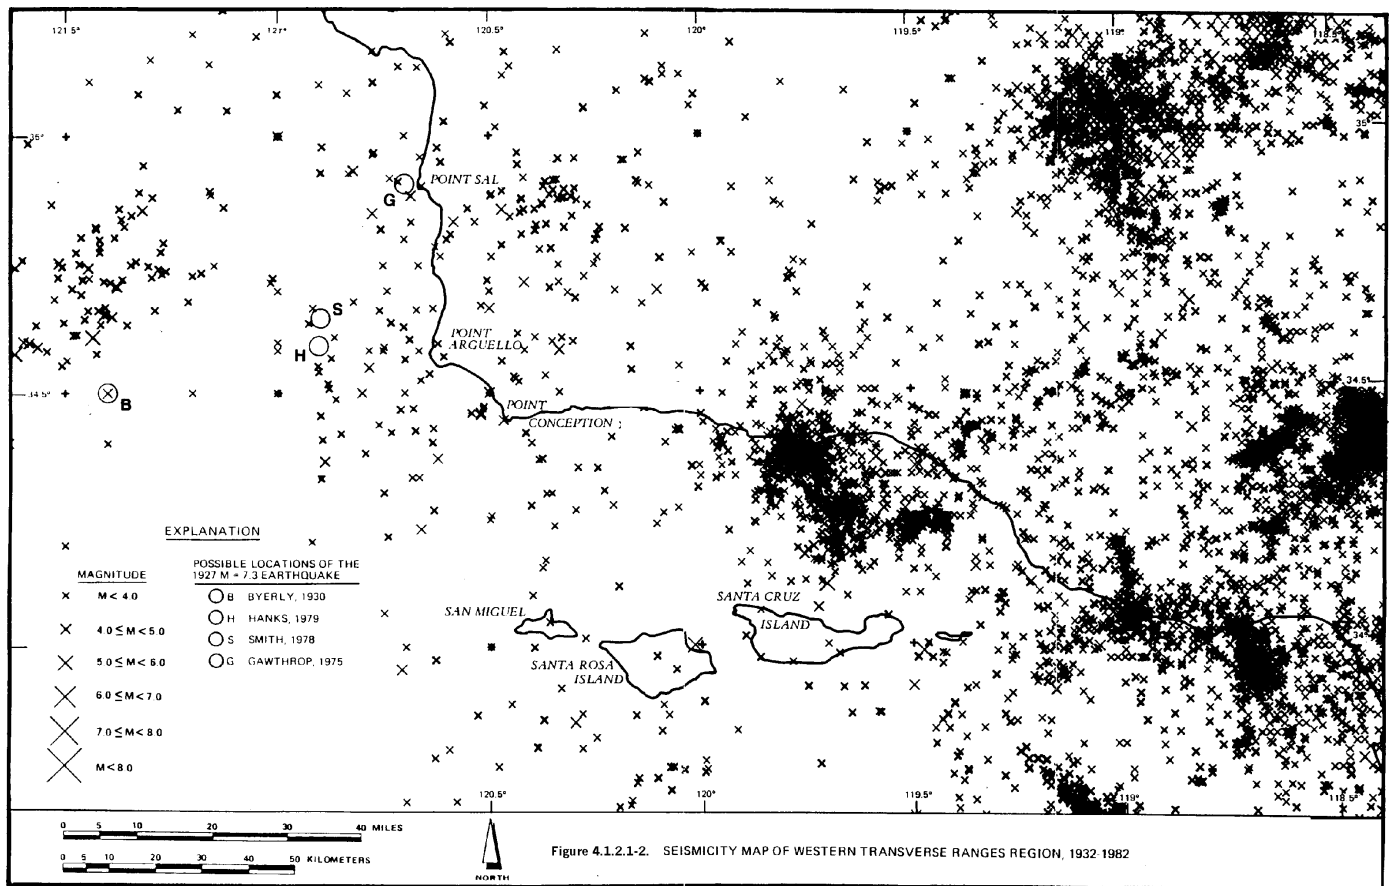 121.5°
121°
120.5°
120°
119.5°
119°
118.5°
35°
35°
POINT SAL
G
S
POINT
ARGUELLO
H
34.5°
34.5°
B
POINT
CONCEPTION
EXPLANATION
MAGNITUDE
M < 4.0
4.0 ≤ M < 5.0
5.0 ≤ M < 6.0
6.0 ≤ M < 7.0
7.0 ≤ M < 8.0
M < 8.0
POSSIBLE LOCATIONS OF THE
1927 M = 7.3 EARTHQUAKE
B BYERLY, 1930
H HANKS, 1979
S SMITH, 1978
G GAWTHROP, 1975
SAN MIGUEL
SANTA CRUZ
ISLAND
SANTA ROSA
ISLAND
34°
120.5°
120°
119.5°
119°
118.5°
0 5 10 20 30 40 MILES
0 5 10 20 30 40 50 KILOMETERS
NORTH
Figure 4.1.2.1-2. SEISMICITY MAP OF WESTERN TRANSVERSE RANGES REGION, 1932-1982